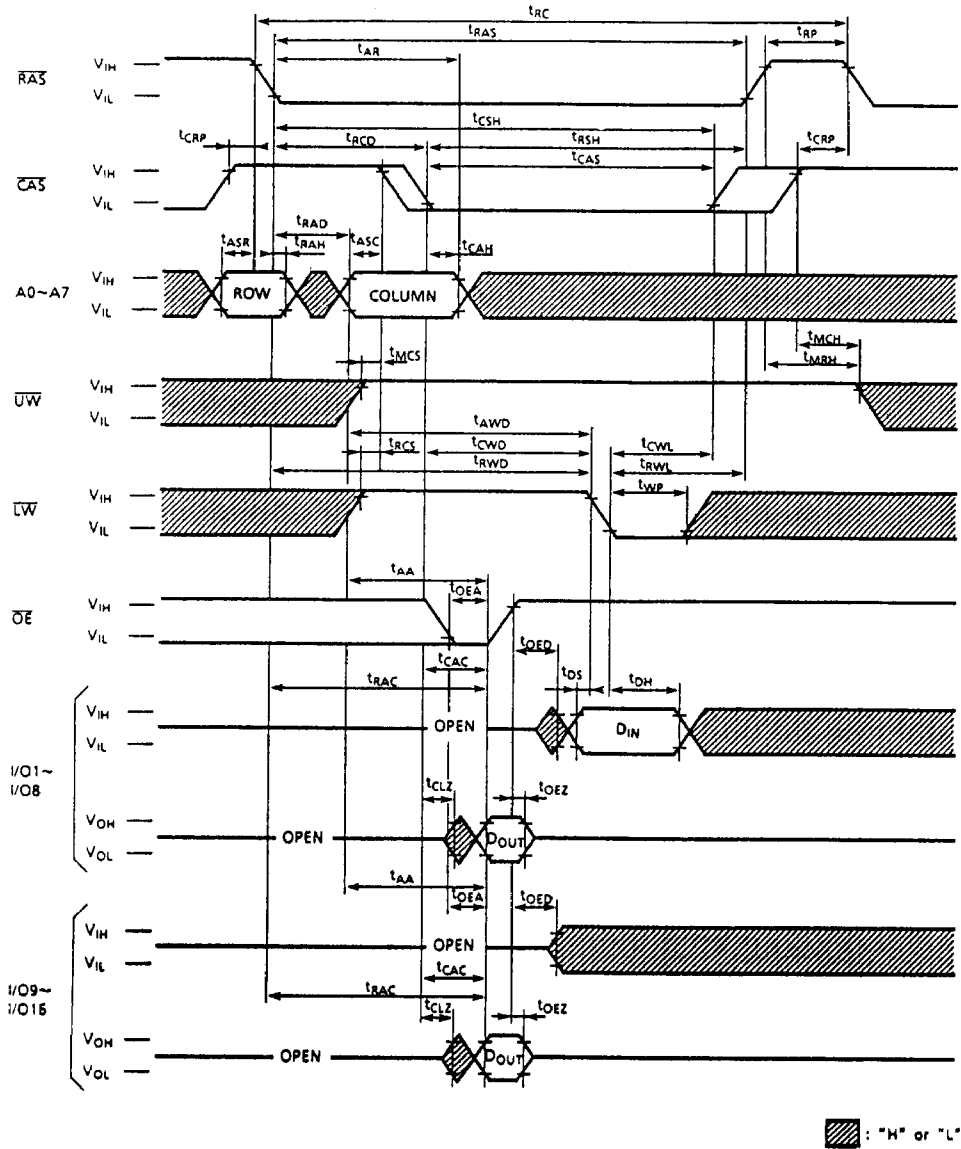 tRC
tRAS
tRP
tAR
RAS
VIH
VIL
tCSH
tCRP
tRCD
tRSH
tCRP
tCAS
CAS
VIH
VIL
tRAD
tASR
tRAH
tASC
tCAH
A0~A7
VIH
VIL
ROW
COLUMN
tMCH
tMCS
tMRH
UW
VIH
VIL
tAWD
tRCS
tCWD
tCWL
tRWD
tRWL
tWP
LW
VIH
VIL
tAA
tOEA
OE
VIH
VIL
tOED
tCAC
tDS
tDH
tRAC
VIH
VIL
OPEN
DIN
I/O1~
I/O8
tCLZ
tOEZ
VOH
VOL
OPEN
DOUT
tAA
tOEA
tOED
VIH
VIL
OPEN
tCAC
I/O9~
I/O16
tRAC
tCLZ
tOEZ
VOH
VOL
OPEN
DOUT
: "H" or "L"